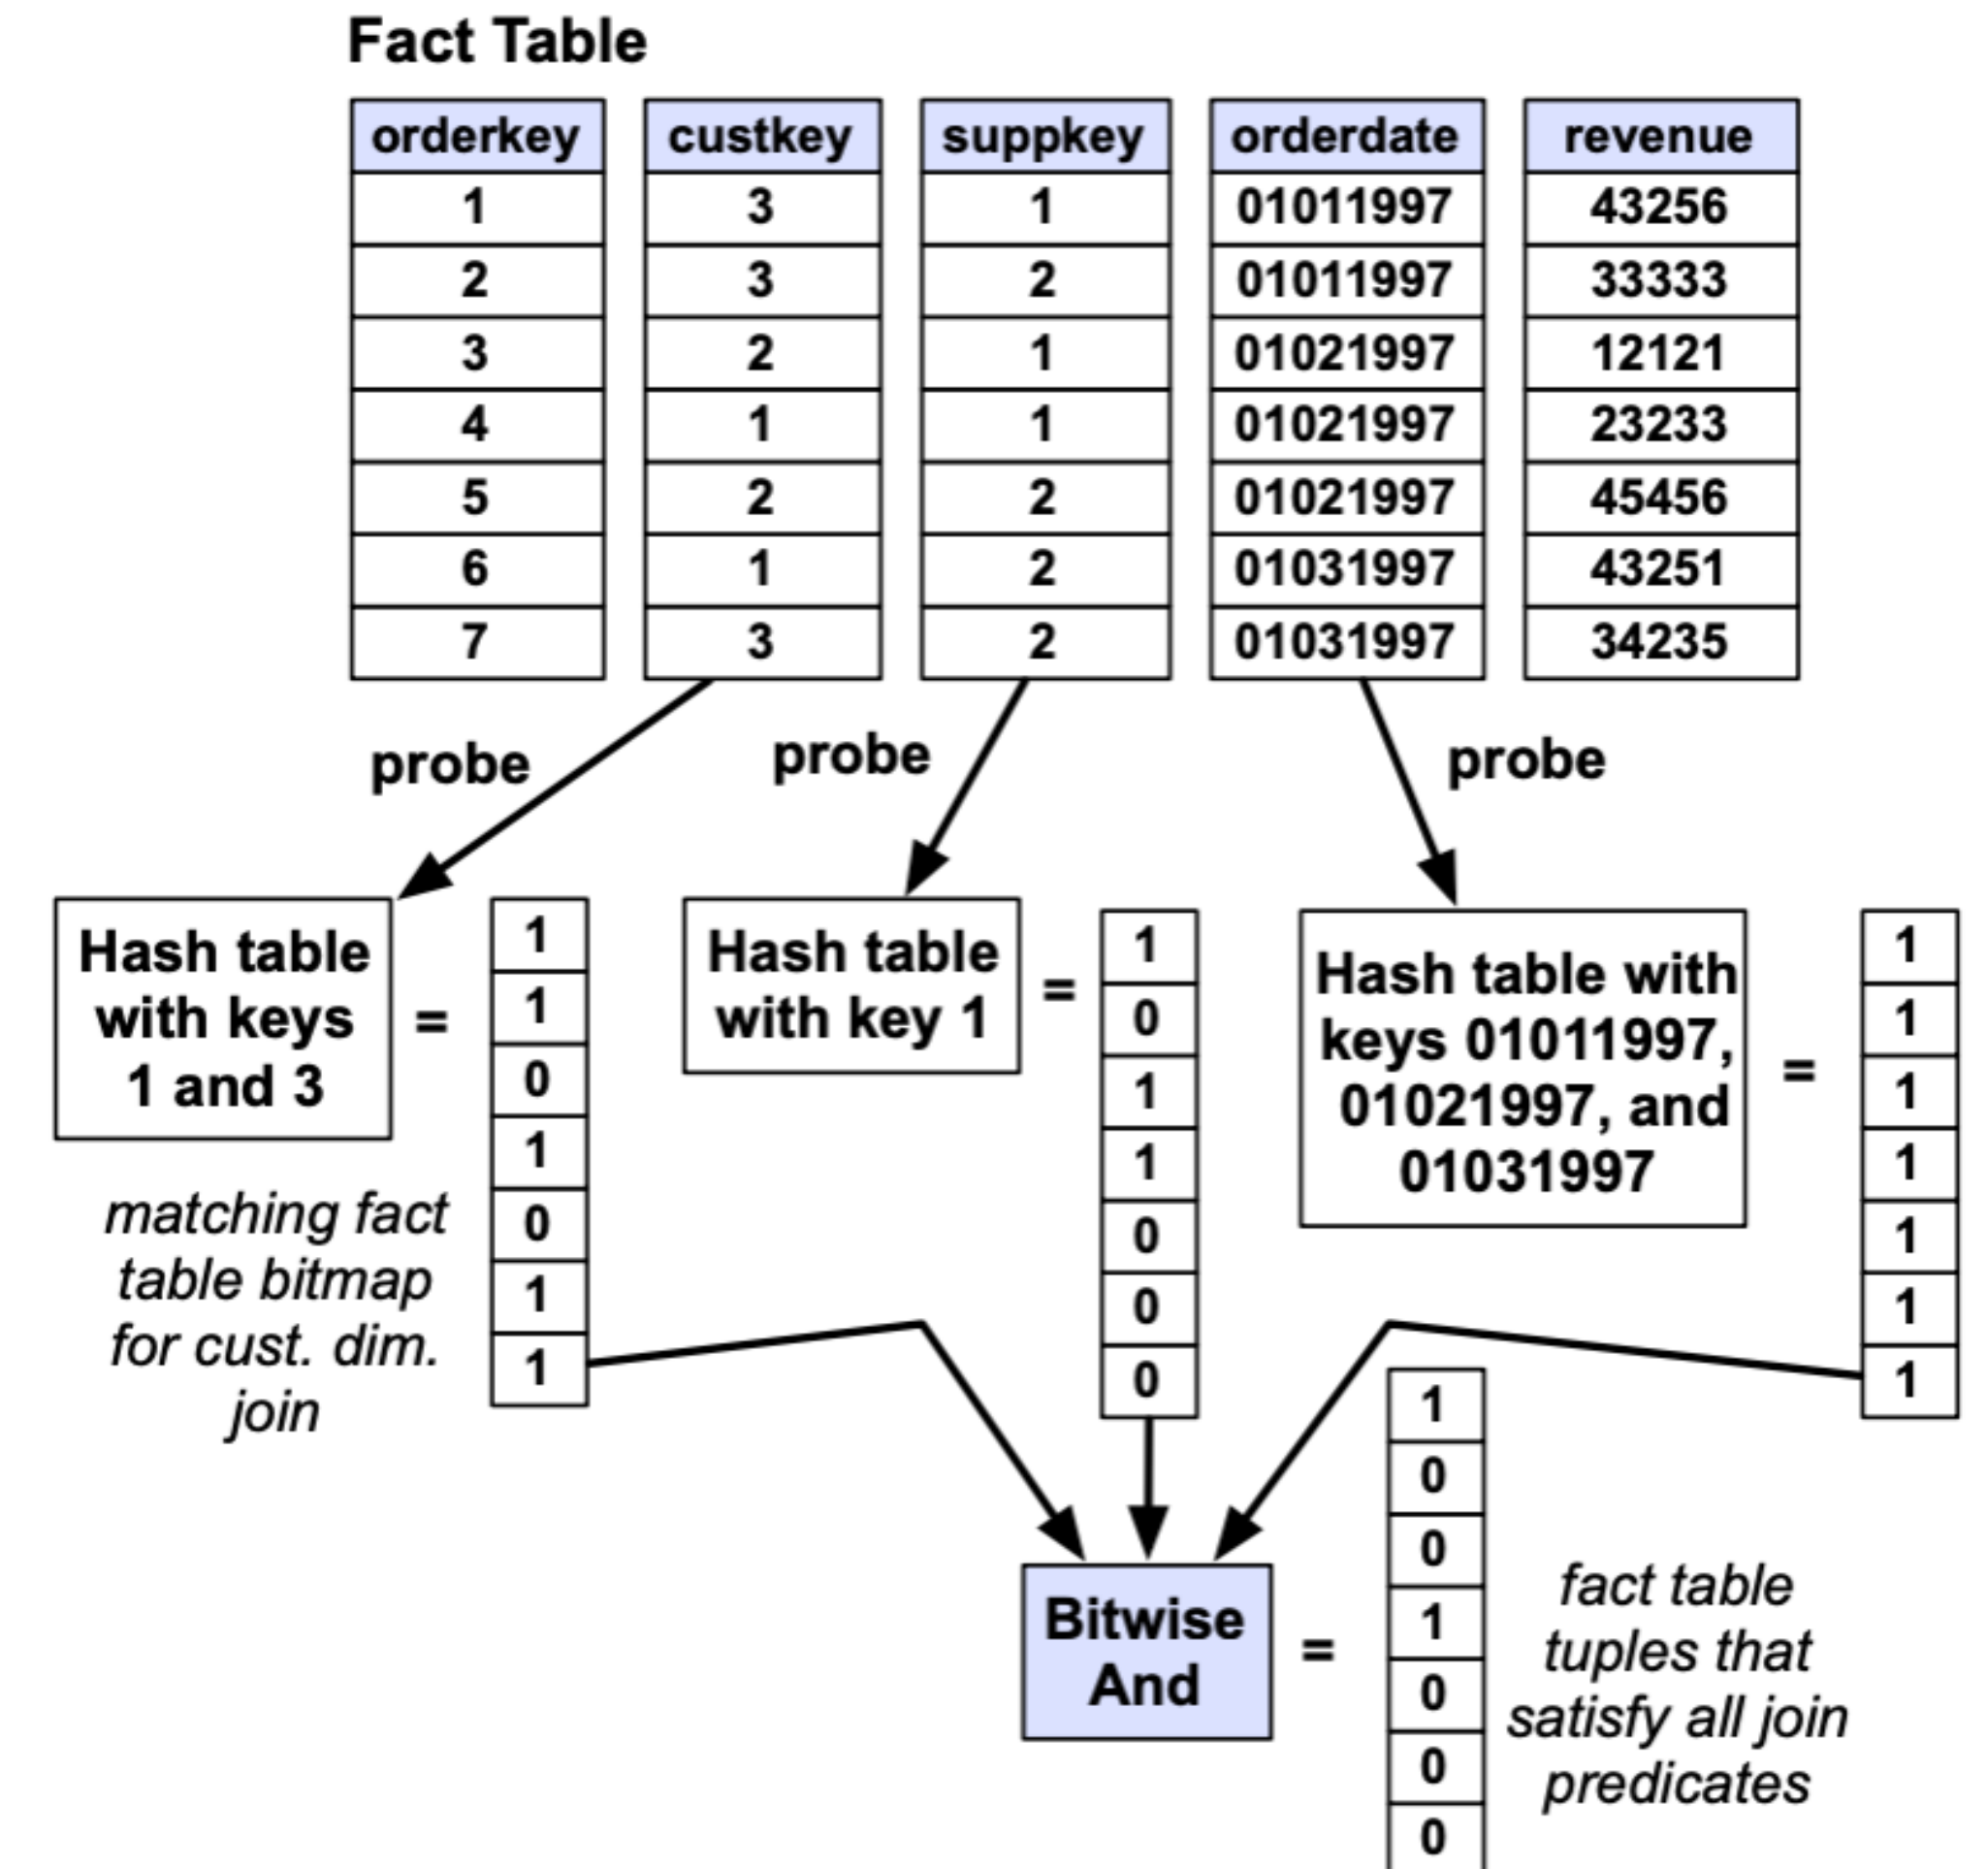 Fact Table
orderkey custkey suppkey orderdate revenue
1 3 1 01011997 43256
2 3 2 01011997 33333
3 2 1 01021997 12121
4 1 1 01021997 23233
5 2 2 01021997 45456
6 1 2 01031997 43251
7 3 2 01031997 34235
probe
probe
probe
Hash table
with keys
1 and 3
=
1
1
0
1
0
1
1
matching fact
table bitmap
for cust. dim.
join
Hash table
with key 1
=
1
0
1
1
0
0
0
Hash table with
keys 01011997,
01021997, and
01031997
=
1
1
1
1
1
1
1
Bitwise
And
=
1
0
0
1
0
0
0
fact table
tuples that
satisfy all join
predicates